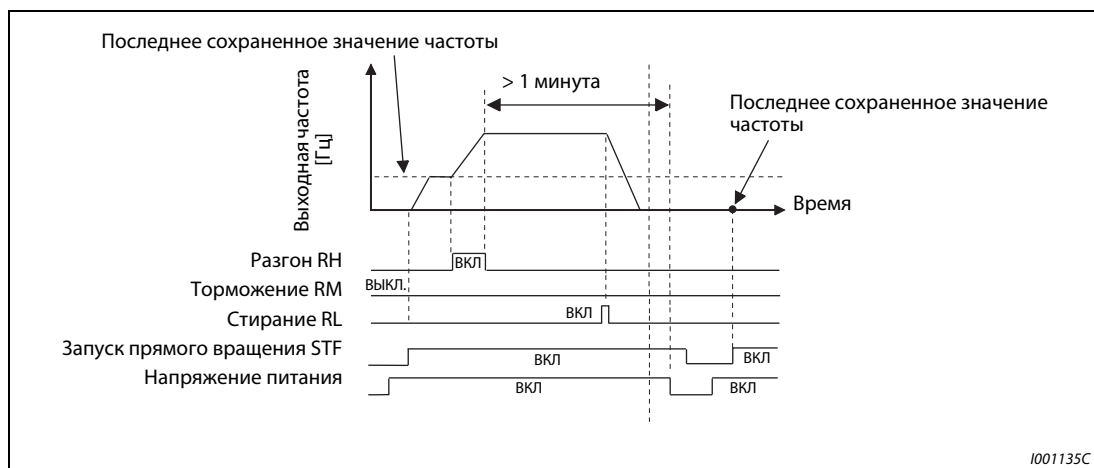 Последнее сохраненное значение частоты
> 1 минута
Последнее сохраненное значение
частоты
Выходная частота
[Гц]
Время
Разгон RH
ВКЛ
Торможение RM
ВЫКЛ.
Стирание RL
ВКЛ
Запуск прямого вращения STF
ВКЛ
ВКЛ
Напряжение питания
ВКЛ
ВКЛ
I001135C